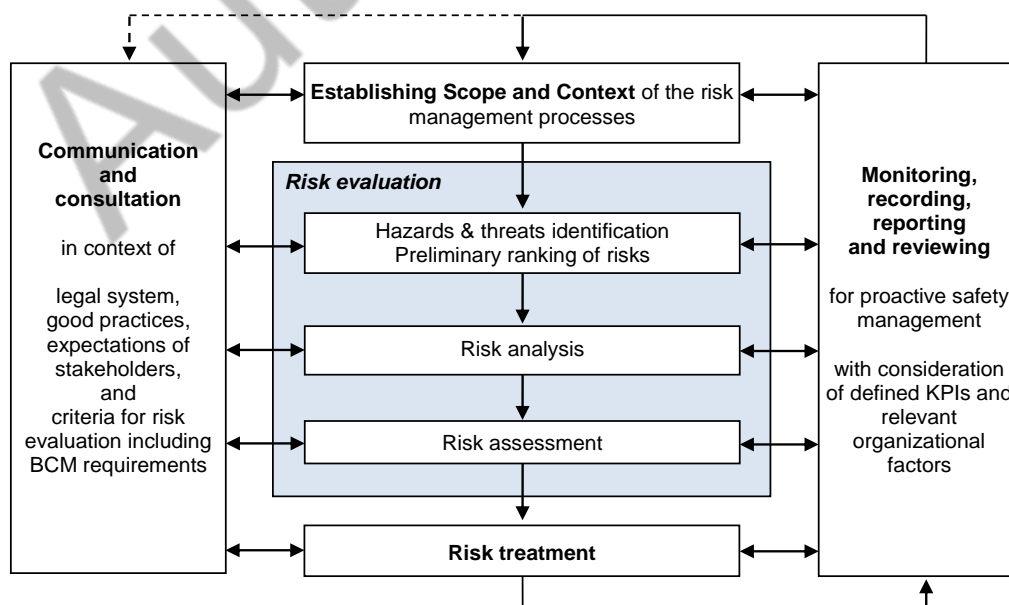 Establishing Scope and Context of the risk
management processes
Communication
and
consultation
in context of
legal system,
good practices,
expectations of
stakeholders,
and
criteria for risk
evaluation including
BCM requirements
Risk evaluation
Hazards & threats identification
Preliminary ranking of risks
Risk analysis
Risk assessment
Risk treatment
Monitoring,
recording,
reporting
and reviewing
for proactive safety
management
with consideration
of defined KPIs and
relevant
organizational
factors